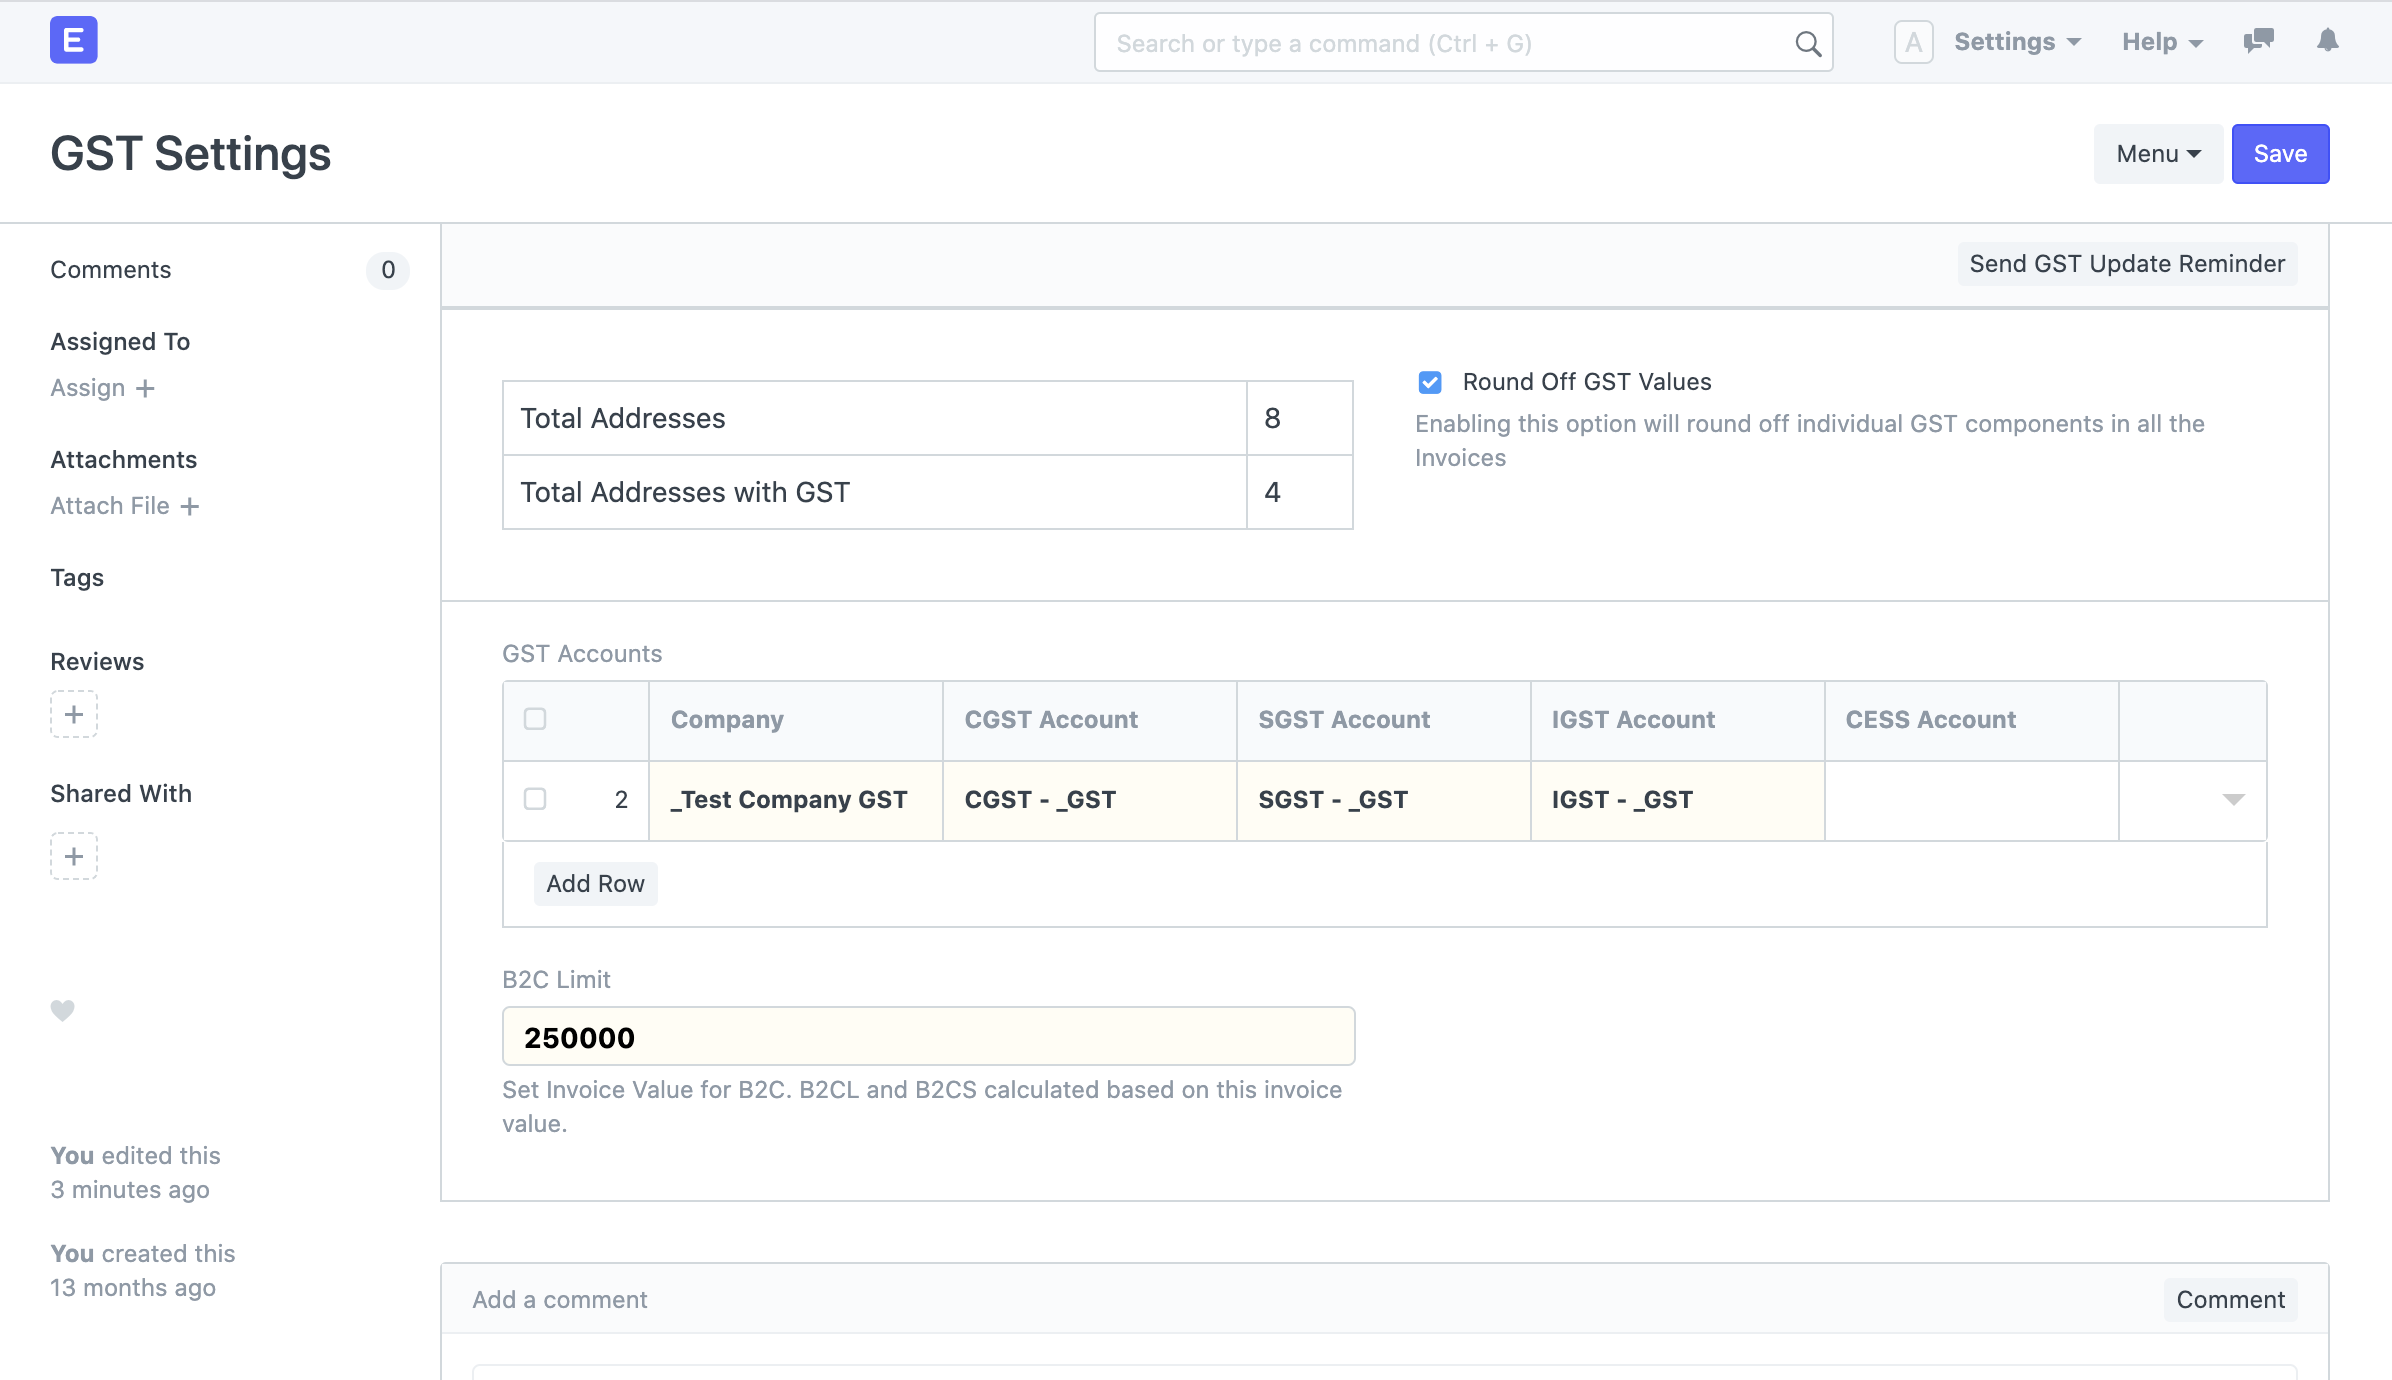 E
Search or type a command (Ctrl + G)
A
Settings
Help
GST Settings
Menu
Save
Comments
0
Assigned To
Assign +
Attachments
Attach File +
Tags
Reviews
+
Shared With
+
You edited this
3 minutes ago
You created this
13 months ago
Send GST Update Reminder
Total Addresses 8
Total Addresses with GST 4
Round Off GST Values
Enabling this option will round off individual GST components in all the
Invoices
GST Accounts
Company CGST Account SGST Account IGST Account CESS Account
2 _Test Company GST CGST - _GST SGST - _GST IGST - _GST
Add Row
B2C Limit
250000
Set Invoice Value for B2C. B2CL and B2CS calculated based on this invoice
value.
Add a comment
Comment